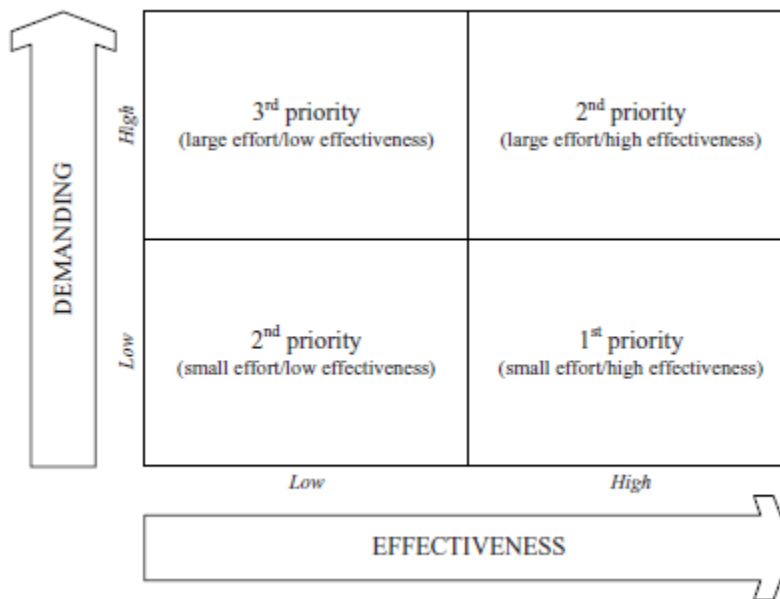 DEMANDING
High
3rd priority
(large effort/low effectiveness)
2nd priority
(large effort/high effectiveness)
Low
2nd priority
(small effort/low effectiveness)
1st priority
(small effort/high effectiveness)
Low
High
EFFECTIVENESS